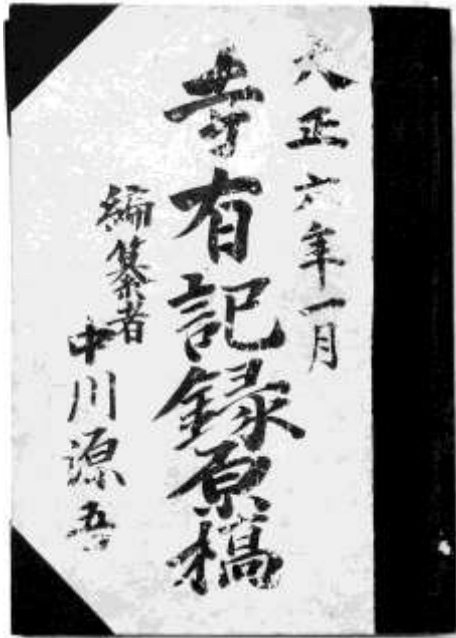 大正六年一月
寺有記録原稿
編纂者
中川源吾